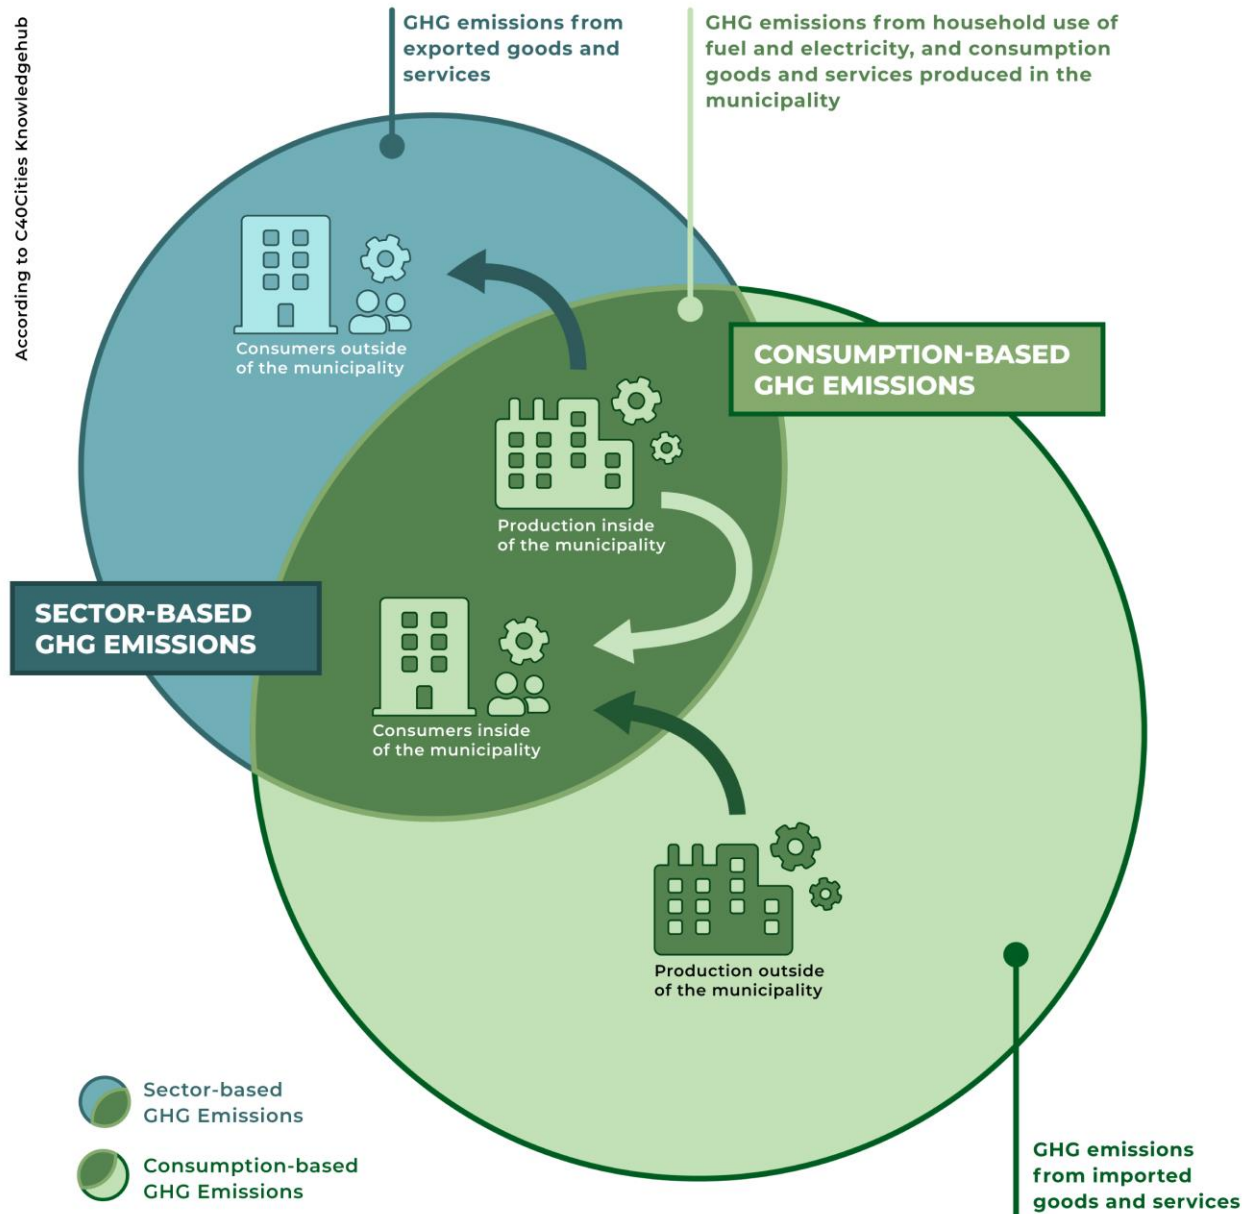 According to C40Cities Knowledgehub
GHG emissions from
exported goods and
services
GHG emissions from household use of
fuel and electricity, and consumption
goods and services produced in the
municipality
Consumers outside
of the municipality
CONSUMPTION-BASED
GHG EMISSIONS
Production inside
of the municipality
SECTOR-BASED
GHG EMISSIONS
Consumers inside
of the municipality
Production outside
of the municipality
Sector-based
GHG Emissions
Consumption-based
GHG Emissions
GHG emissions
from imported
goods and services